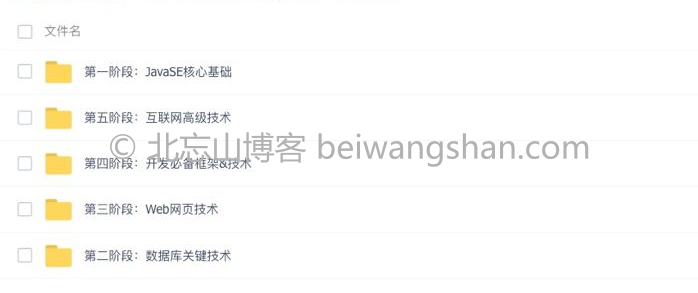 文件名
第一阶段：JavaSE核心基础
第五阶段：互联网高级技术
© 北忘山博客 beiwangshan.com
第四阶段：开发必备框架&技术
第三阶段：Web网页技术
第二阶段：数据库关键技术